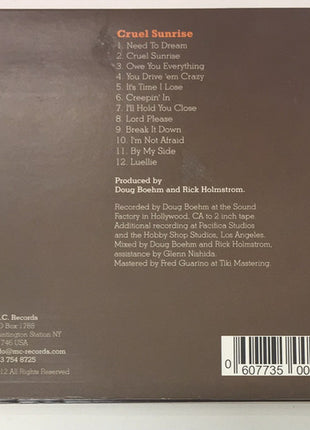 Cruel Sunrise
1. Need To Dream
2. Cruel Sunrise
3. Owe You Everything
4. You Drive 'em Crazy
5. It's Time I Lose
6. Creepin' In
7. I'll Hold You Close
8. Lord Please
9. Break It Down
10. I'm Not Afraid
11. By My Side
12. Luellie
Produced by
Doug Boehm and Rick Holmstrom.
Recorded by Doug Boehm at the Sound
Factory in Hollywood, CA to 2 inch tape.
Additional recording at Pacifica Studios
and the Hobby Shop Studios, Los Angeles.
Mixed by Doug Boehm and Rick Holmstrom,
assistance by Glenn Nishida.
Mastered by Fred Guarino at Tiki Mastering.
.C. Records
O Box 1788
untington Station NY
746 USA
fo@mc-records.com
3 754 8725
12 All Rights Reserved
0 607735 00